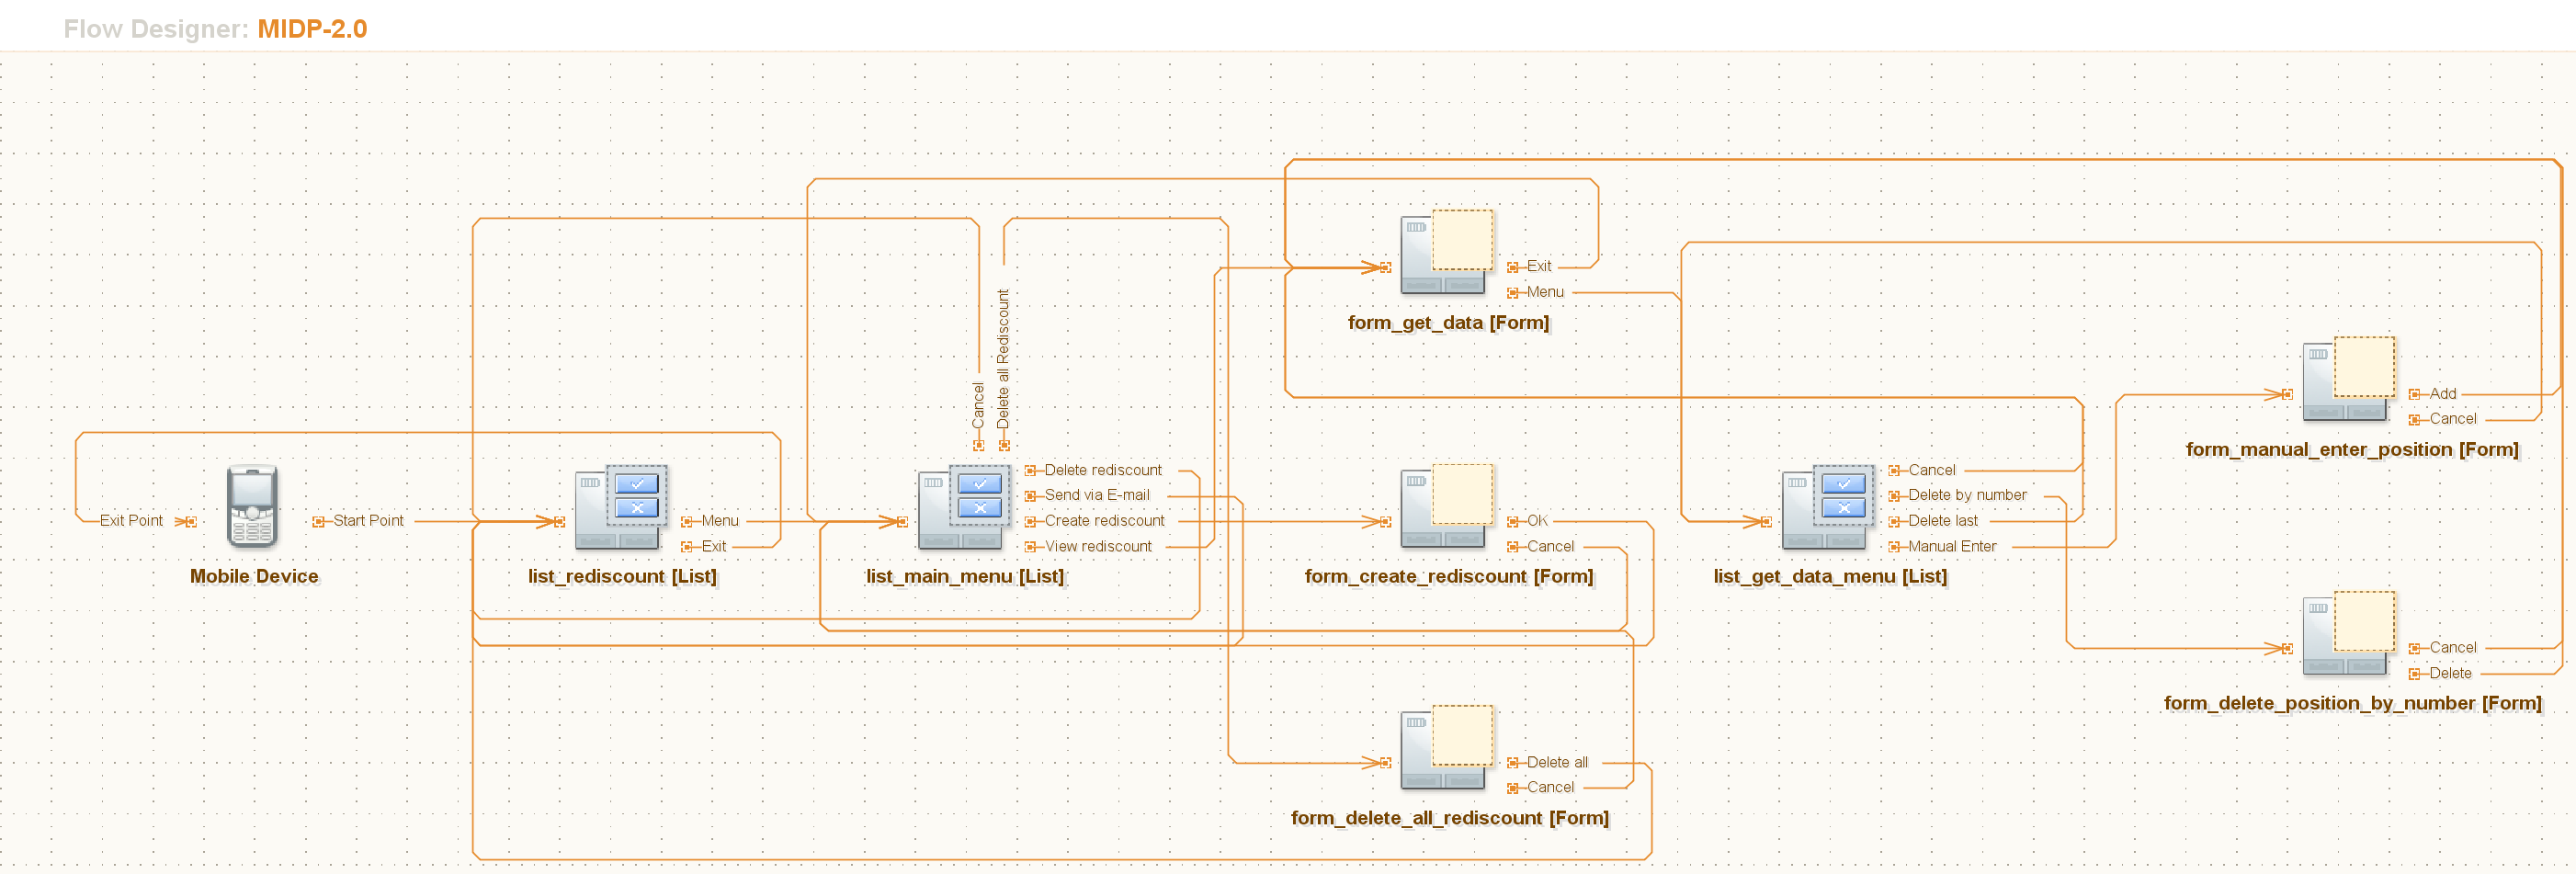 Flow Designer: MIDP-2.0
Exit Point
Start Point
Mobile Device
Menu
Exit
list_rediscount [List]
Cancel
Delete all Rediscount
Delete rediscount
Send via E-mail
Create rediscount
View rediscount
list_main_menu [List]
Exit
Menu
form_get_data [Form]
OK
Cancel
form_create_rediscount [Form]
Delete all
Cancel
form_delete_all_rediscount [Form]
Cancel
Delete by number
Delete last
Manual Enter
list_get_data_menu [List]
Add
Cancel
form_manual_enter_position [Form]
Cancel
Delete
form_delete_position_by_number [Form]